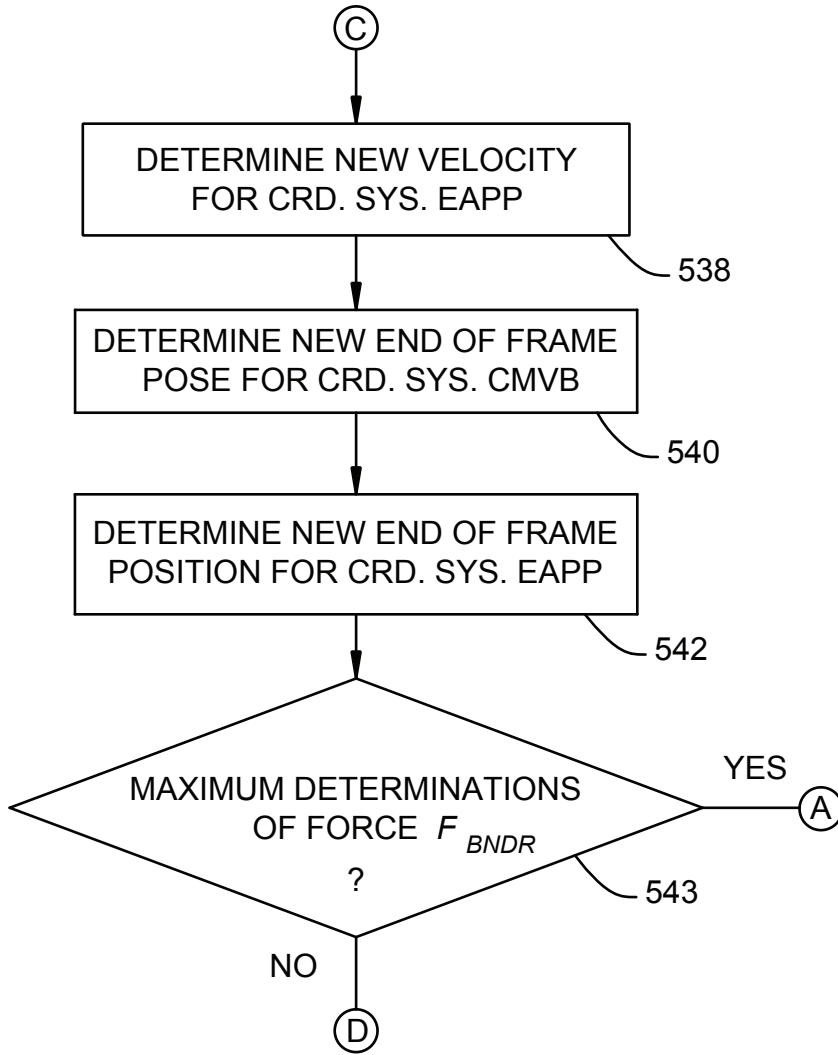 C
DETERMINE NEW VELOCITY
FOR CRD. SYS. EAPP
538
DETERMINE NEW END OF FRAME
POSE FOR CRD. SYS. CMVB
540
DETERMINE NEW END OF FRAME
POSITION FOR CRD. SYS. EAPP
542
MAXIMUM DETERMINATIONS
OF FORCE F BNDR
?
YES
A
543
NO
D